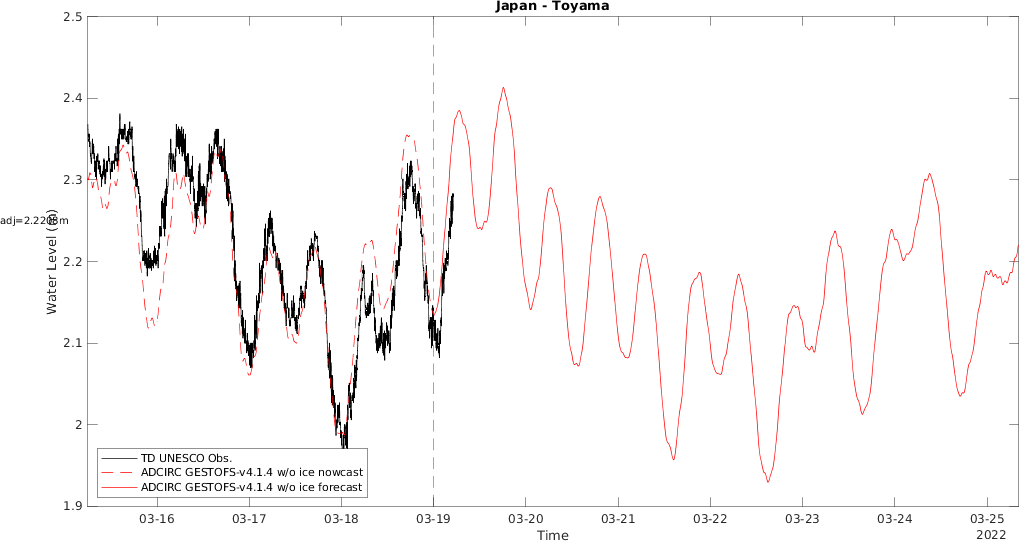 Japan - Toyama
2.5
2.4
2.3
2.2
2.1
2
1.9
Water Level (m)
TD UNESCO Obs.
ADCIRC GESTOFS-v4.1.4 w/o ice nowcast
ADCIRC GESTOFS-v4.1.4 w/o ice forecast
03-16 03-17 03-18 03-19 03-20 03-21 03-22 03-23 03-24 03-25
Time
2022